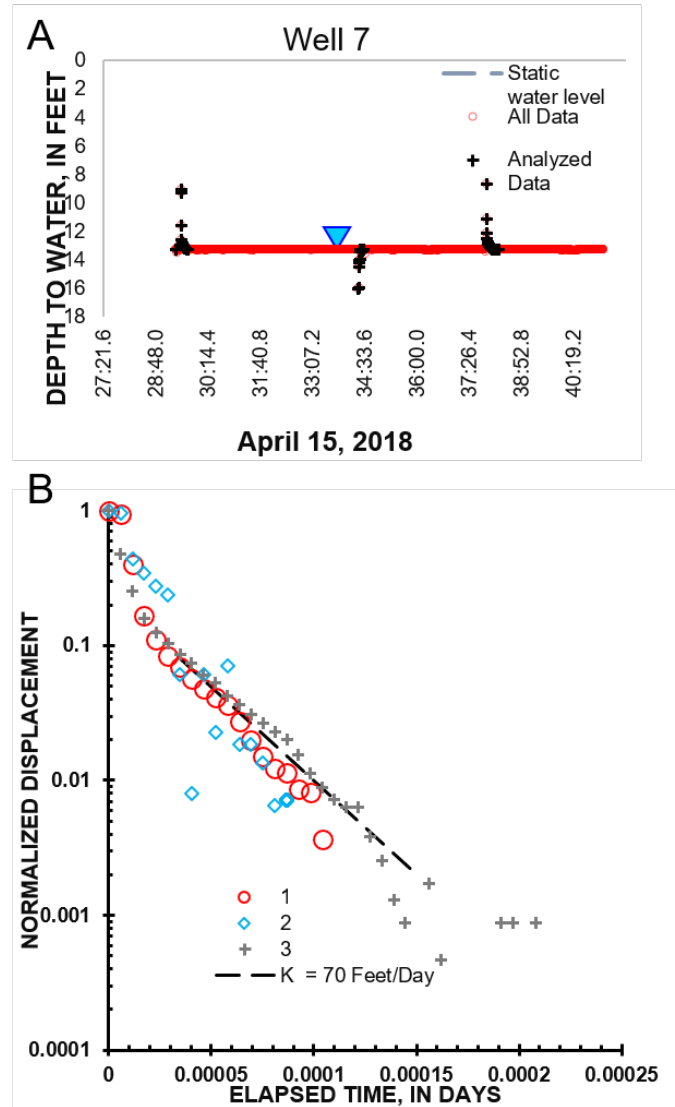 A
Well 7
DEPTH TO WATER, IN FEET
0
2
4
6
8
10
12
14
16
18
Static
water level
All Data
Analyzed
Data
27:21.6
28:48.0
30:14.4
31:40.8
33:07.2
34:33.6
36:00.0
37:26.4
38:52.8
40:19.2
April 15, 2018
B
NORMALIZED DISPLACEMENT
1
0.1
0.01
0.001
0.0001
1
2
3
K = 70 Feet/Day
0
0.00005
0.0001
0.00015
0.0002
0.00025
ELAPSED TIME, IN DAYS